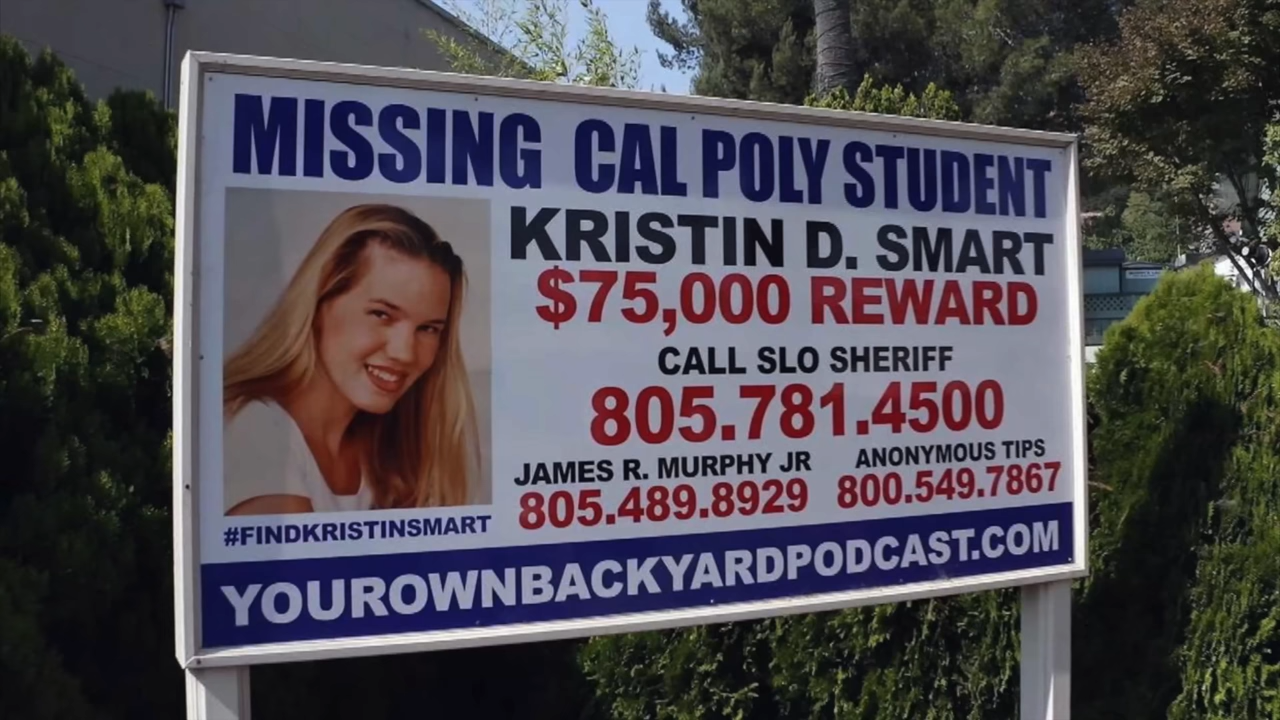 MISSING CAL POLY STUDENT
KRISTIN D. SMART
$75,000 REWARD
CALL SLO SHERIFF
805.781.4500
JAMES R. MURPHY JR
805.489.8929
ANONYMOUS TIPS
800.549.7867
#FINDKRISTINSMART
YOUROWNBACKYARDPODCAST.COM